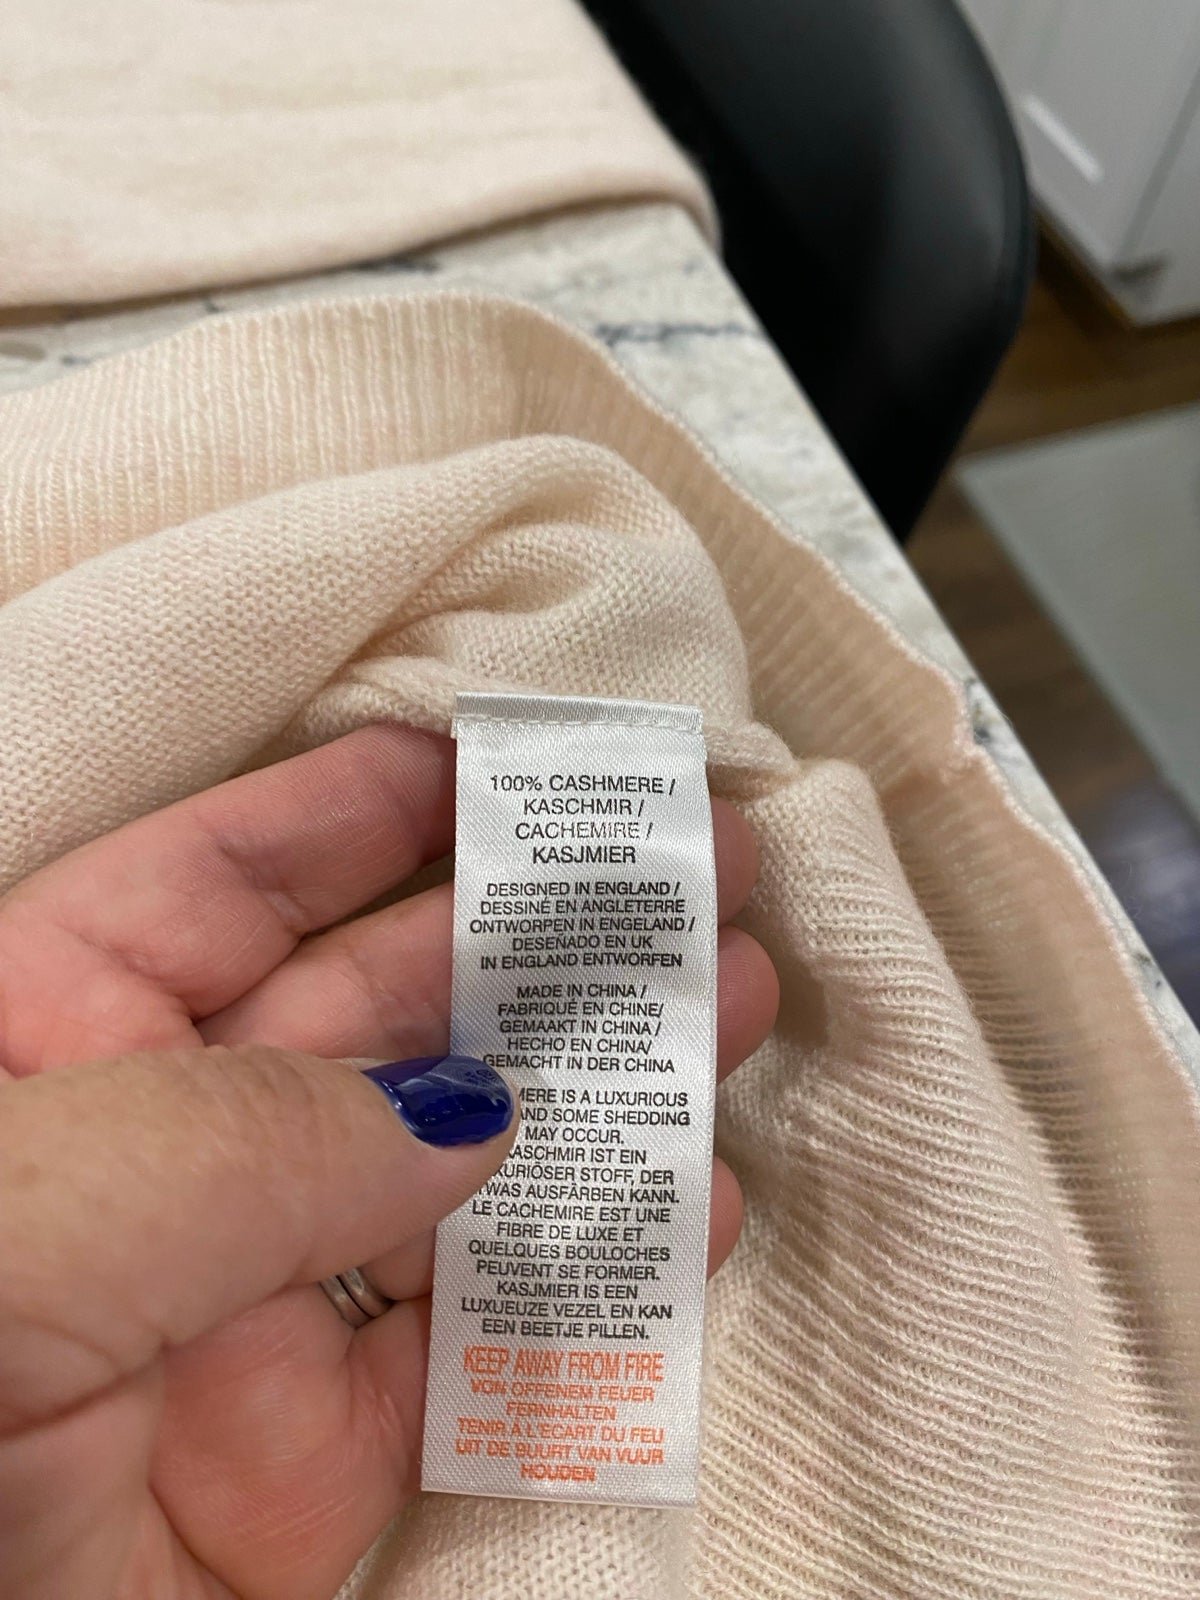 100% CASHMERE /
KASCHMIR /
CACHEMIRE /
KASJMIER
DESIGNED IN ENGLAND /
DESSINÉ EN ANGLETERRE
ONTWORPEN IN ENGELAND /
DESEÑADO EN UK
IN ENGLAND ENTWORFEN
MADE IN CHINA /
FABRIQUÉ EN CHINE/
GEMAAKT IN CHINA /
HECHO EN CHINA/
GEMACHT IN DER CHINA
MERE IS A LUXURIOUS
AND SOME SHEDDING
MAY OCCUR.
KASCHMIR IST EIN
XURIÖSER STOFF, DER
TWAS AUSFÄRBEN KANN.
LE CACHEMIRE EST UNE
FIBRE DE LUXE ET
QUELQUES BOULOCHES
PEUVENT SE FORMER.
KASJMIER IS EEN
LUXUEUZE VEZEL EN KAN
EEN BEETJE PILLEN.
KEEP AWAY FROM FIRE
VON OFFENEM FEUER
FERNHALTEN
TENIR À L'ÉCART DU FEU
UIT DE BUURT VAN VUUR
HOUDEN